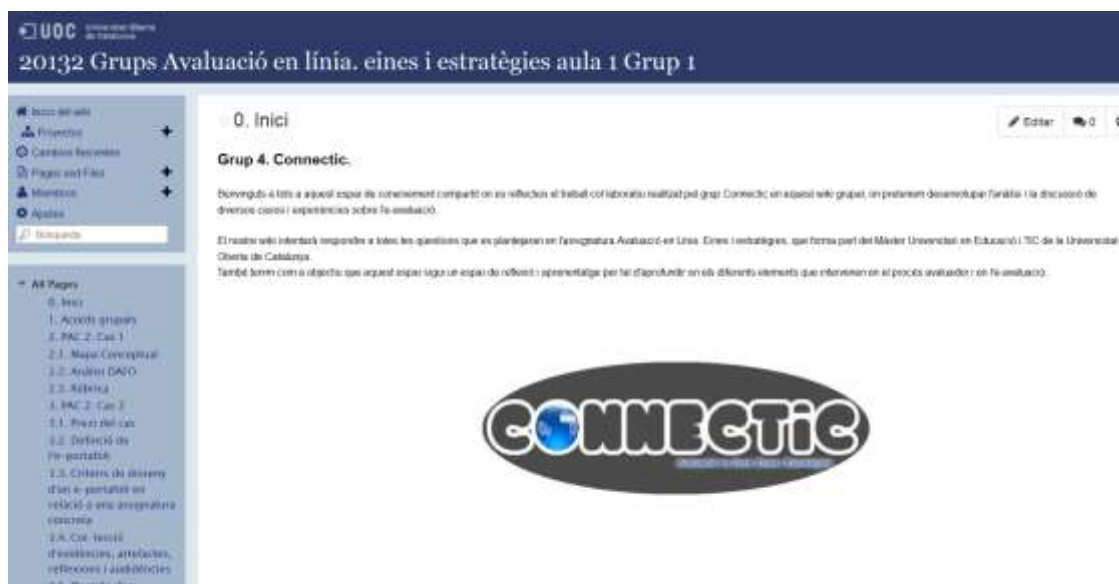 UOC Universitat Oberta
de Catalunya
20132 Grups Avaluació en línia. eines i estratègies aula 1 Grup 1
Inicio del wiki
Proyectos
Cambios Recientes
Pages and Files
Miembros
Ajustes
Búsqueda
All Pages
0. Inici
1. Acords grupals
2. PAC 2: Cas 1
2.1. Mapa Conceptual
2.2. Anàlisi DAFO
2.3. Rúbrica
3. PAC 2: Cas 2
3.1. Prezi del cas
3.2. Definició de
l'e-portafoli
3.3. Criteris de disseny
d'un e-portafoli en
relació a una assignatura
concreta
3.4. Col·lecció
d'evidències, artefactes,
reflexions i audiències
0. Inici
Editar
0
Grup 4. Connectic.
Benvinguts a tots a aquest espai de coneixement compartit on es reflecteix el treball col·laboratiu realitzat pel grup Connectic en aquest wiki grupal, on pretenem desenvolupar l'anàlisi i la discussió de
diversos casos i experiències sobre l'e-avaluació.
El nostre wiki intentarà respondre a totes les qüestions que es plantejaran en l'assignatura Avaluació en Línia. Eines i estratègies, que forma part del Màster Universitari en Educació i TIC de la Universitat
Oberta de Catalunya.
També tenim com a objectiu que aquest espai sigui un espai de reflexió i aprenentatge per tal d'aprofundir en els diferents elements que intervenen en el procés avaluador i en l'e-avaluació.
CONNECTiC